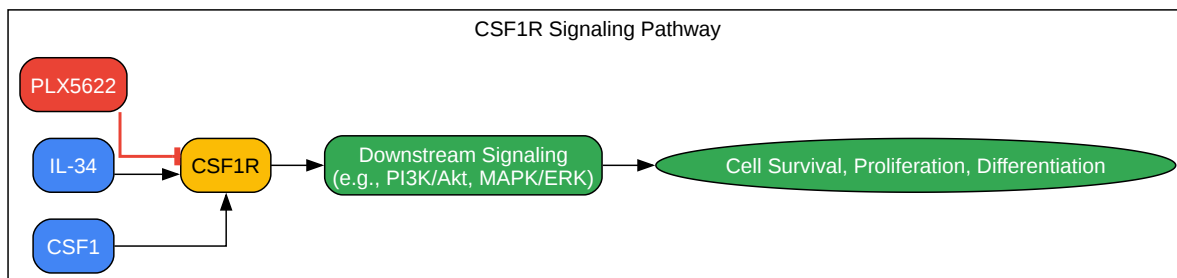 CSF1R Signaling Pathway
PLX5622
IL-34
CSF1R
CSF1
Downstream Signaling
(e.g., PI3K/Akt, MAPK/ERK)
Cell Survival, Proliferation, Differentiation